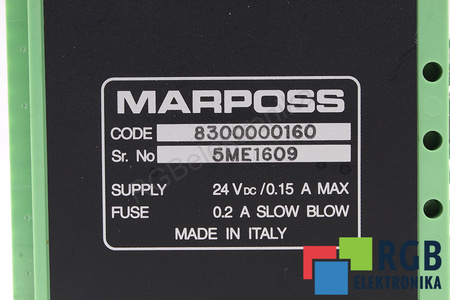 MARPOSS
CODE 8300000160
Sr. No 5ME1609
SUPPLY 24 VDC/0.15 A MAX
FUSE 0.2 A SLOW BLOW
MADE IN ITALY
RGB
ELEKTRONIKA